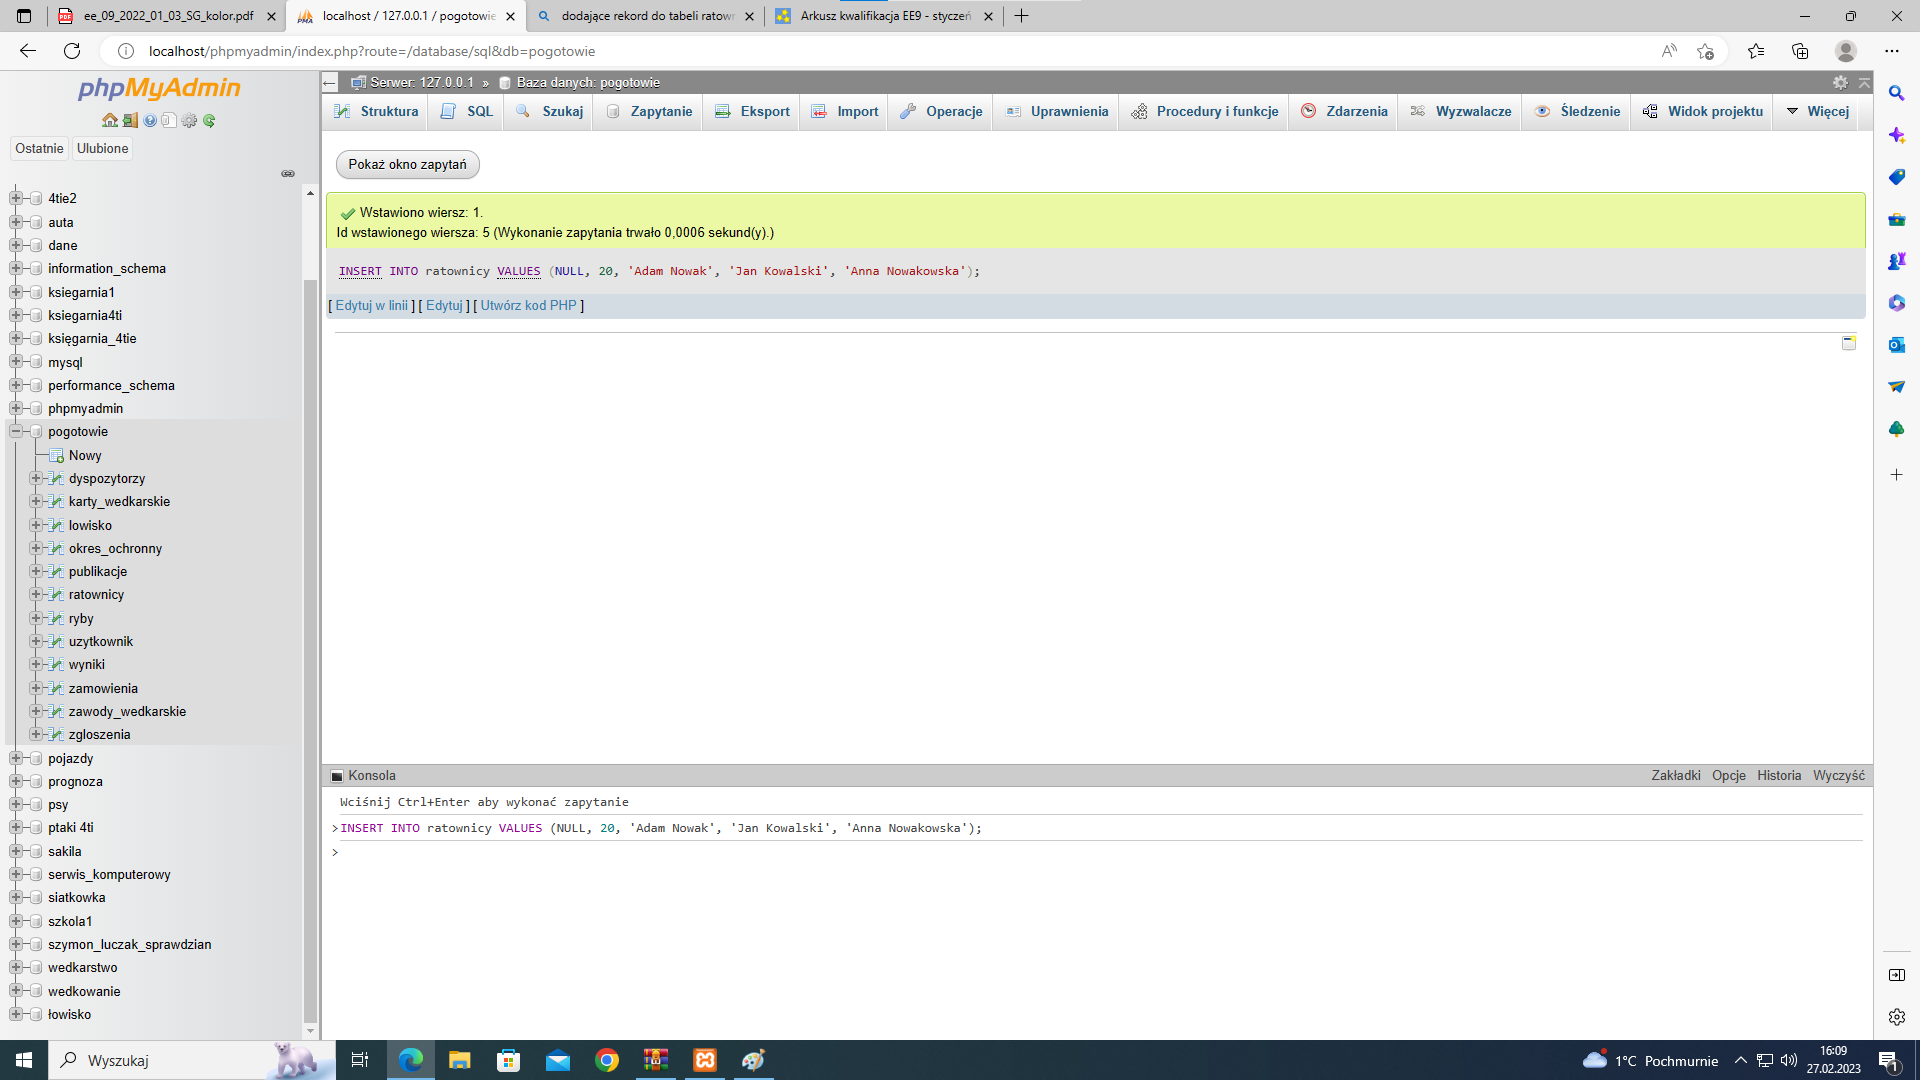 ee_09_2022_01_03_SG_kolor.pdf
localhost / 127.0.0.1 / pogotowie
dodające rekord do tabeli ratow
Arkusz kwalifikacja EE9 - stycze
localhost/phpmyadmin/index.php?route=/database/sql&db=pogotowie
phpMyAdmin
Ostatnie
Ulubione
4tie2
auta
dane
information_schema
ksiegarnia1
ksiegarnia4ti
księgarnia_4tie
mysql
performance_schema
phpmyadmin
pogotowie
Nowy
dyspozytorzy
karty_wedkarskie
lowisko
okres_ochronny
publikacje
ratownicy
ryby
uzytkownik
wyniki
zamowienia
zawody_wedkarskie
zgloszenia
pojazdy
prognoza
psy
ptaki 4ti
sakila
serwis_komputerowy
siatkowka
szkola1
szymon_luczak_sprawdzian
wedkarstwo
wedkowanie
łowisko
Serwer: 127.0.0.1 » Baza danych: pogotowie
Struktura SQL Szukaj Zapytanie Eksport Import Operacje Uprawnienia Procedury i funkcje Zdarzenia Wyzwalacze Śledzenie Widok projektu Więcej
Pokaż okno zapytań
Wstawiono wiersz: 1.
Id wstawionego wiersza: 5 (Wykonanie zapytania trwało 0,0006 sekund(y).)
INSERT INTO ratownicy VALUES (NULL, 20, 'Adam Nowak', 'Jan Kowalski', 'Anna Nowakowska');
[ Edytuj w linii ] [ Edytuj ] [ Utwórz kod PHP ]
Konsola
Zakładki Opcje Historia Wyczyść
Wciśnij Ctrl+Enter aby wykonać zapytanie
>INSERT INTO ratownicy VALUES (NULL, 20, 'Adam Nowak', 'Jan Kowalski', 'Anna Nowakowska');
>
Wyszukaj
1°C Pochmurnie
16:09
27.02.2023
1